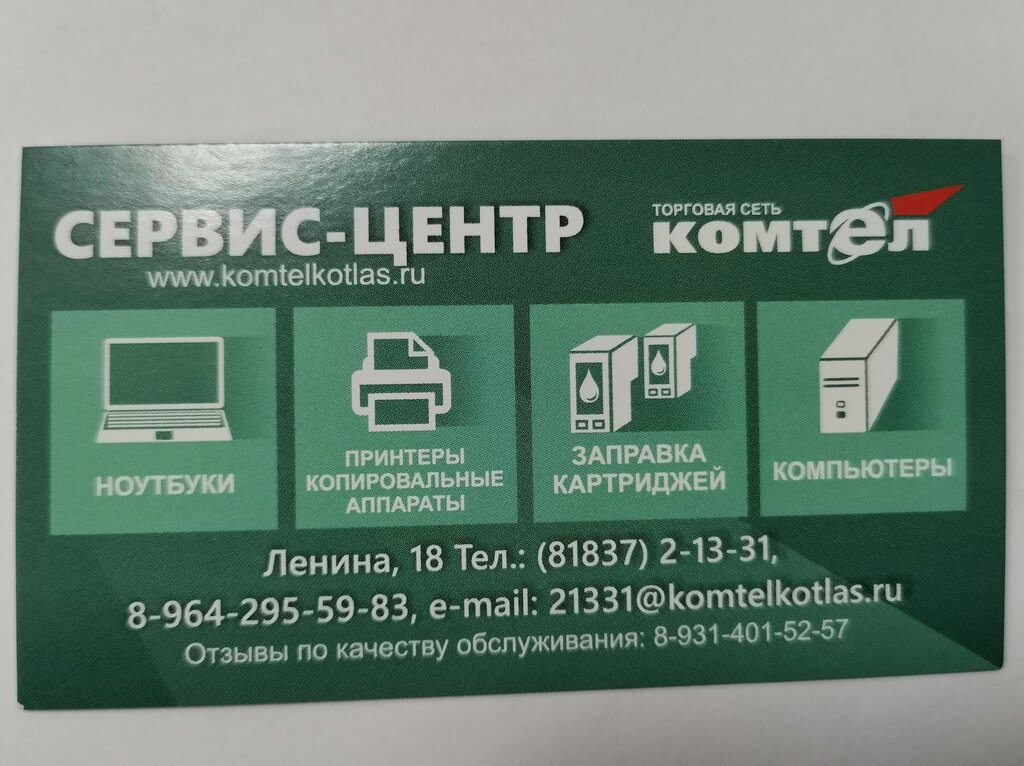 СЕРВИС-ЦЕНТР
www.komtelkotlas.ru
ТОРГОВАЯ СЕТЬ
комтел
НОУТБУКИ
ПРИНТЕРЫ
КОПИРОВАЛЬНЫЕ
АППАРАТЫ
ЗАПРАВКА
КАРТРИДЖЕЙ
КОМПЬЮТЕРЫ
Ленина, 18 Тел.: (81837) 2-13-31,
8-964-295-59-83, e-mail: 21331@komtelkotlas.ru
Отзывы по качеству обслуживания: 8-931-401-52-57